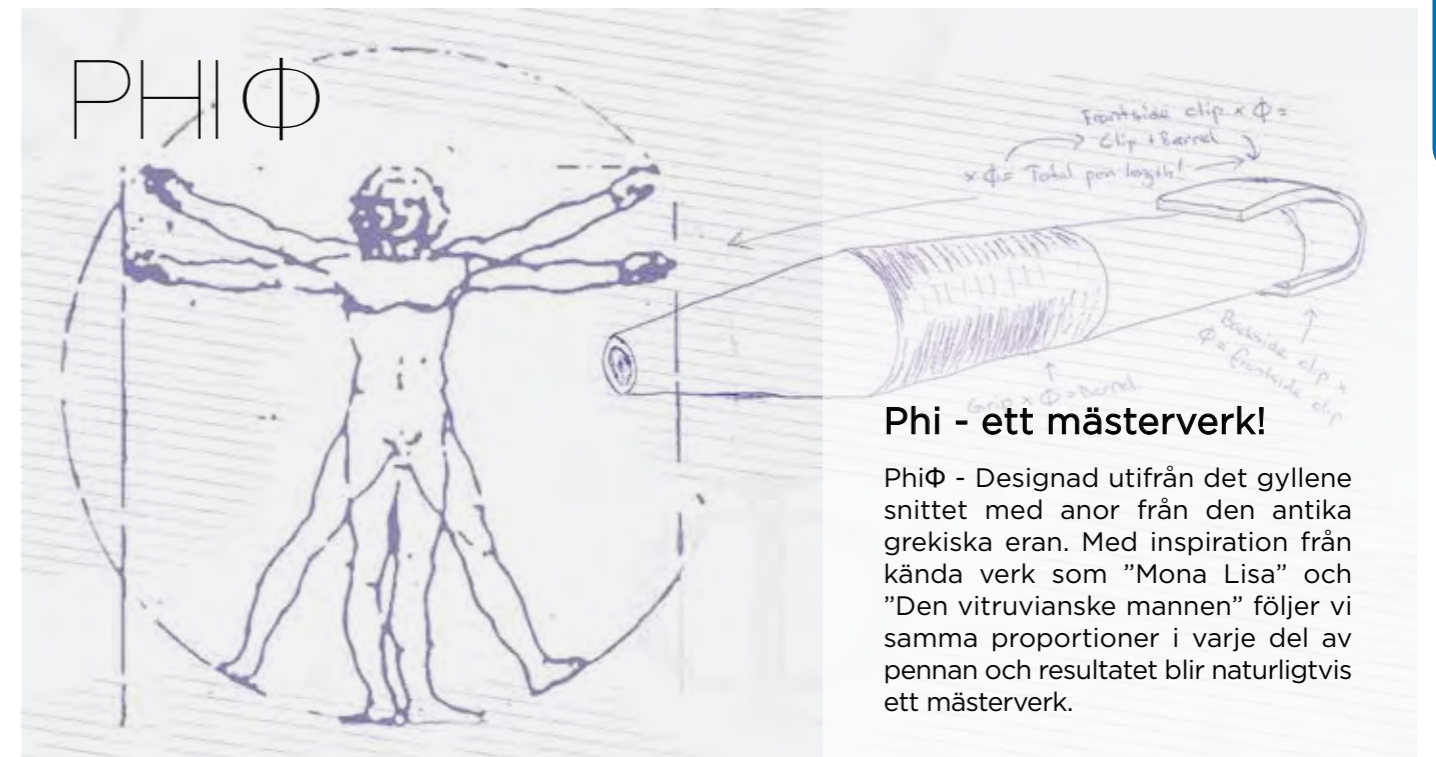 PHIΦ
Frontside clip x Φ =
Clip + Barrel
x Φ = Total pen length!
Backside clip x
Φ = frontside clip
Grip x Φ = Barrel
Phi - ett mästerverk!
PhiΦ - Designad utifrån det gyllene
snittet med anor från den antika
grekiska eran. Med inspiration från
kända verk som ”Mona Lisa” och
”Den vitruvianske mannen” följer vi
samma proportioner i varje del av
pennan och resultatet blir naturligtvis
ett mästerverk.